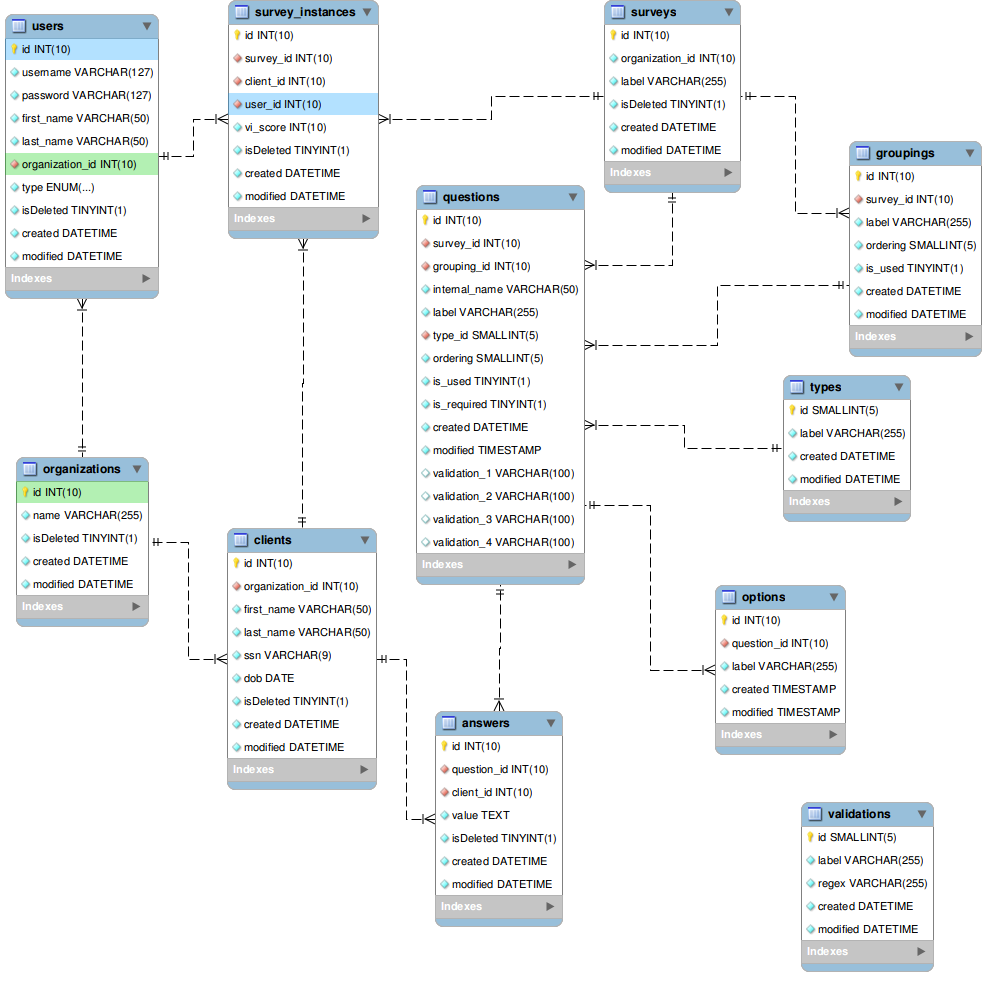 users
id INT(10)
username VARCHAR(127)
password VARCHAR(127)
first_name VARCHAR(50)
last_name VARCHAR(50)
organization_id INT(10)
type ENUM(...)
isDeleted TINYINT(1)
created DATETIME
modified DATETIME
Indexes
survey_instances
id INT(10)
survey_id INT(10)
client_id INT(10)
user_id INT(10)
vi_score INT(10)
isDeleted TINYINT(1)
created DATETIME
modified DATETIME
Indexes
surveys
id INT(10)
organization_id INT(10)
label VARCHAR(255)
isDeleted TINYINT(1)
created DATETIME
modified DATETIME
Indexes
groupings
id INT(10)
survey_id INT(10)
label VARCHAR(255)
ordering SMALLINT(5)
is_used TINYINT(1)
created DATETIME
modified DATETIME
Indexes
questions
id INT(10)
survey_id INT(10)
grouping_id INT(10)
internal_name VARCHAR(50)
label VARCHAR(255)
type_id SMALLINT(5)
ordering SMALLINT(5)
is_used TINYINT(1)
is_required TINYINT(1)
created DATETIME
modified TIMESTAMP
validation_1 VARCHAR(100)
validation_2 VARCHAR(100)
validation_3 VARCHAR(100)
validation_4 VARCHAR(100)
Indexes
types
id SMALLINT(5)
label VARCHAR(255)
created DATETIME
modified DATETIME
Indexes
organizations
id INT(10)
name VARCHAR(255)
isDeleted TINYINT(1)
created DATETIME
modified DATETIME
Indexes
clients
id INT(10)
organization_id INT(10)
first_name VARCHAR(50)
last_name VARCHAR(50)
ssn VARCHAR(9)
dob DATE
isDeleted TINYINT(1)
created DATETIME
modified DATETIME
Indexes
options
id INT(10)
question_id INT(10)
label VARCHAR(255)
created TIMESTAMP
modified TIMESTAMP
Indexes
answers
id INT(10)
question_id INT(10)
client_id INT(10)
value TEXT
isDeleted TINYINT(1)
created DATETIME
modified DATETIME
Indexes
validations
id SMALLINT(5)
label VARCHAR(255)
regex VARCHAR(255)
created DATETIME
modified DATETIME
Indexes